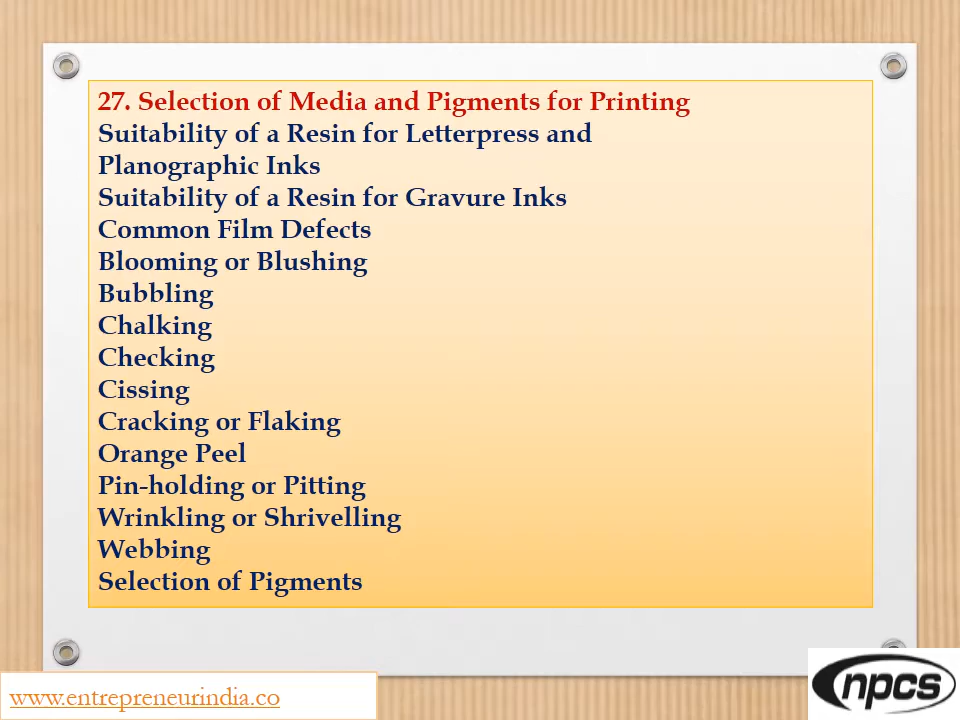 27. Selection of Media and Pigments for Printing
Suitability of a Resin for Letterpress and
Planographic Inks
Suitability of a Resin for Gravure Inks
Common Film Defects
Blooming or Blushing
Bubbling
Chalking
Checking
Cissing
Cracking or Flaking
Orange Peel
Pin-holding or Pitting
Wrinkling or Shrivelling
Webbing
Selection of Pigments
www.entrepreneurindia.co
npcs